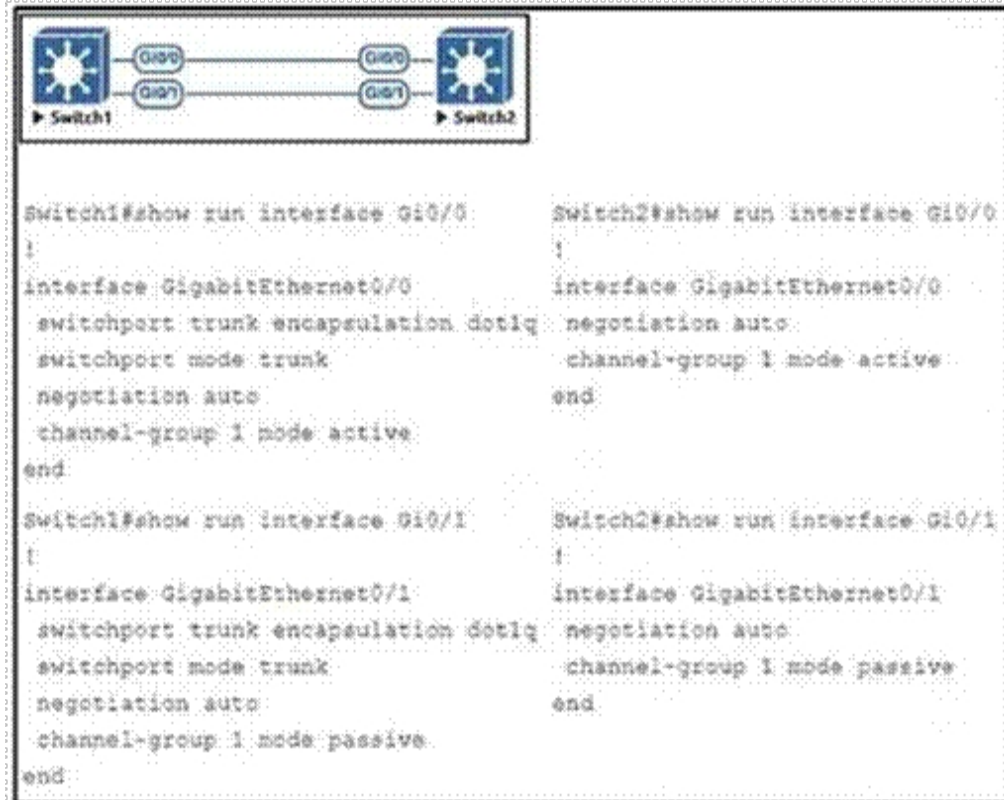 Gi0/0
Gi0/0
Gi0/1
Gi0/1
Switch1
Switch2
Switch1#show run interface Gi0/0
!
interface GigabitEthernet0/0
switchport trunk encapsulation dot1q
switchport mode trunk
negotiation auto
channel-group 1 mode active
end
Switch2#show run interface Gi0/0
!
interface GigabitEthernet0/0
negotiation auto
channel-group 1 mode active
end
Switch1#show run interface Gi0/1
!
interface GigabitEthernet0/1
switchport trunk encapsulation dot1q
switchport mode trunk
negotiation auto
channel-group 1 mode passive
end
Switch2#show run interface Gi0/1
!
interface GigabitEthernet0/1
negotiation auto
channel-group 1 mode passive
end